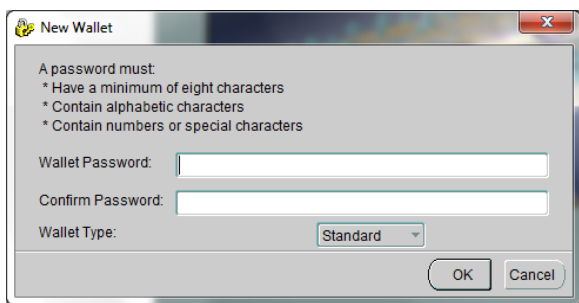 New Wallet
A password must:
* Have a minimum of eight characters
* Contain alphabetic characters
* Contain numbers or special characters
Wallet Password:
Confirm Password:
Wallet Type:
Standard
OK
Cancel